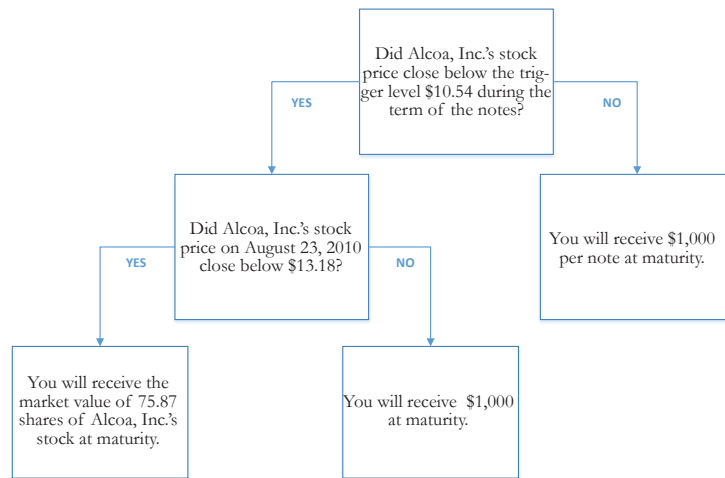 Did Alcoa, Inc.'s stock
price close below the trig-
ger level $10.54 during the
term of the notes?
YES
NO
Did Alcoa, Inc.'s stock
price on August 23, 2010
close below $13.18?
You will receive $1,000
per note at maturity.
YES
NO
You will receive the
market value of 75.87
shares of Alcoa, Inc.'s
stock at maturity.
You will receive $1,000
at maturity.